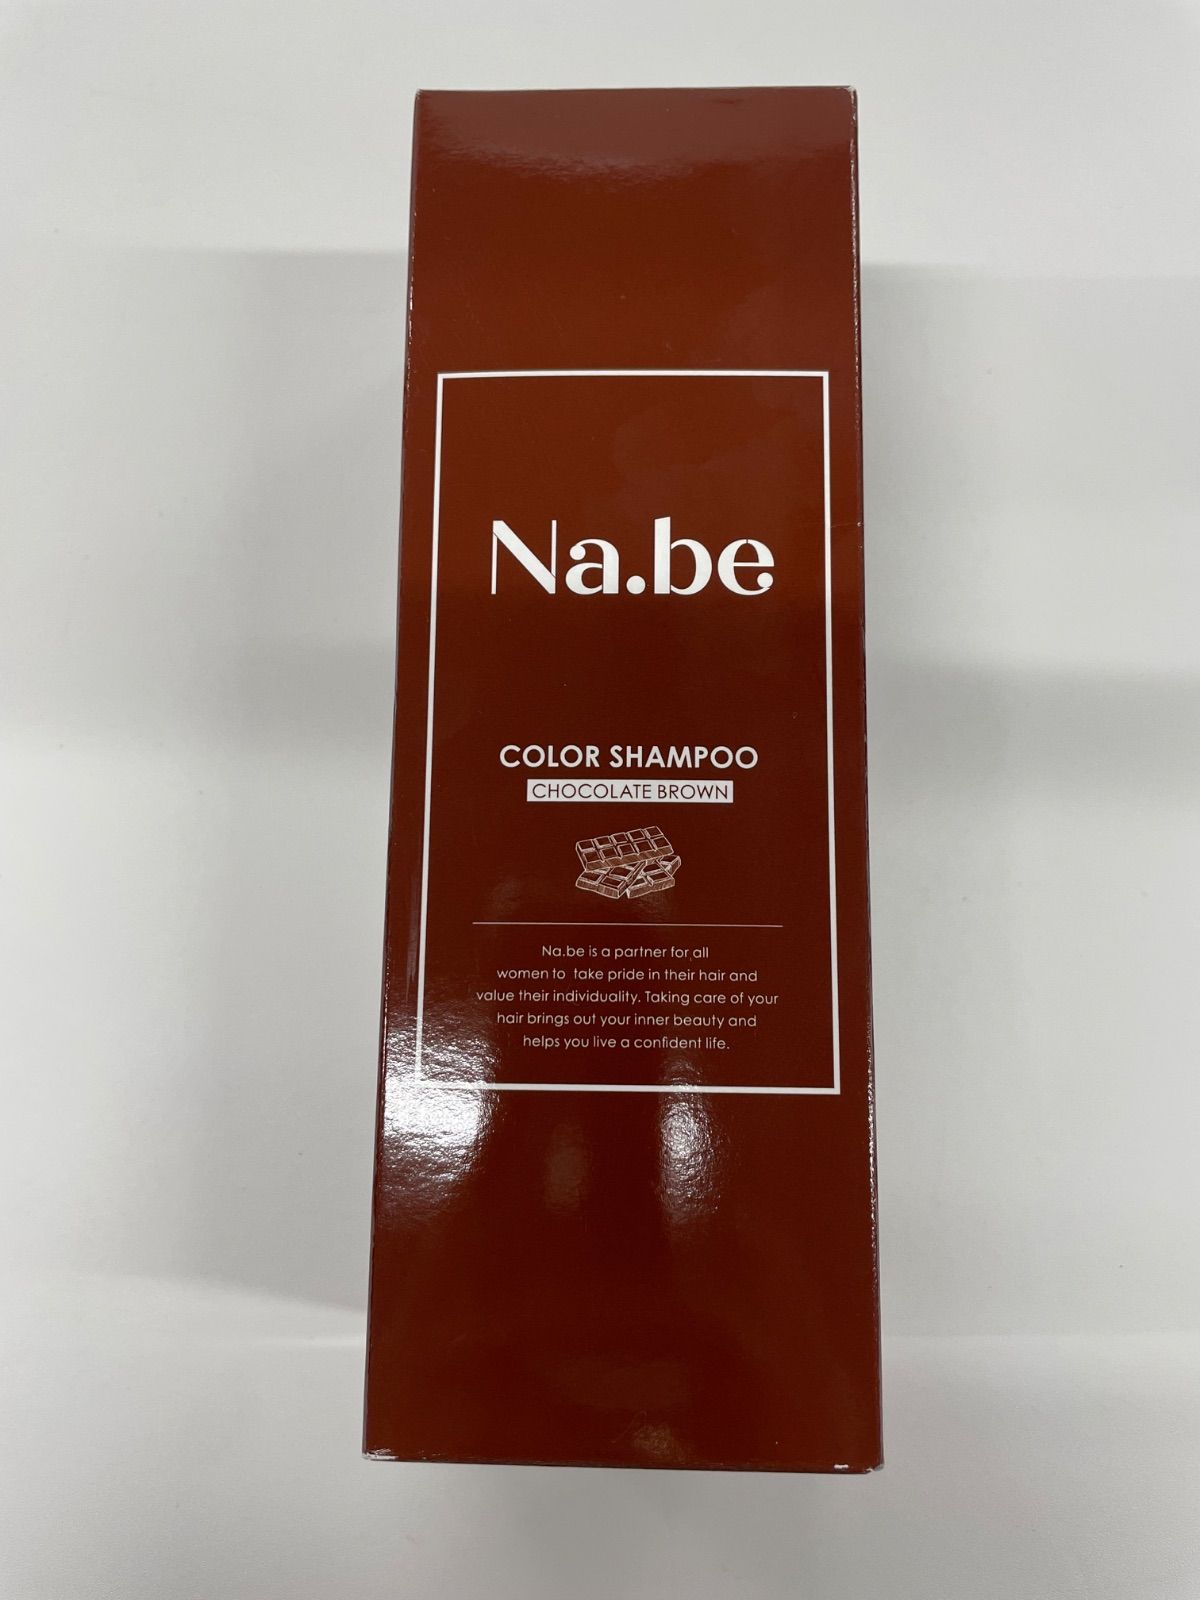 Na.be
COLOR SHAMPOO
CHOCOLATE BROWN
Na.be is a partner for all
women to take pride in their hair and
value their individuality. Taking care of your
hair brings out your inner beauty and
helps you live a confident life.